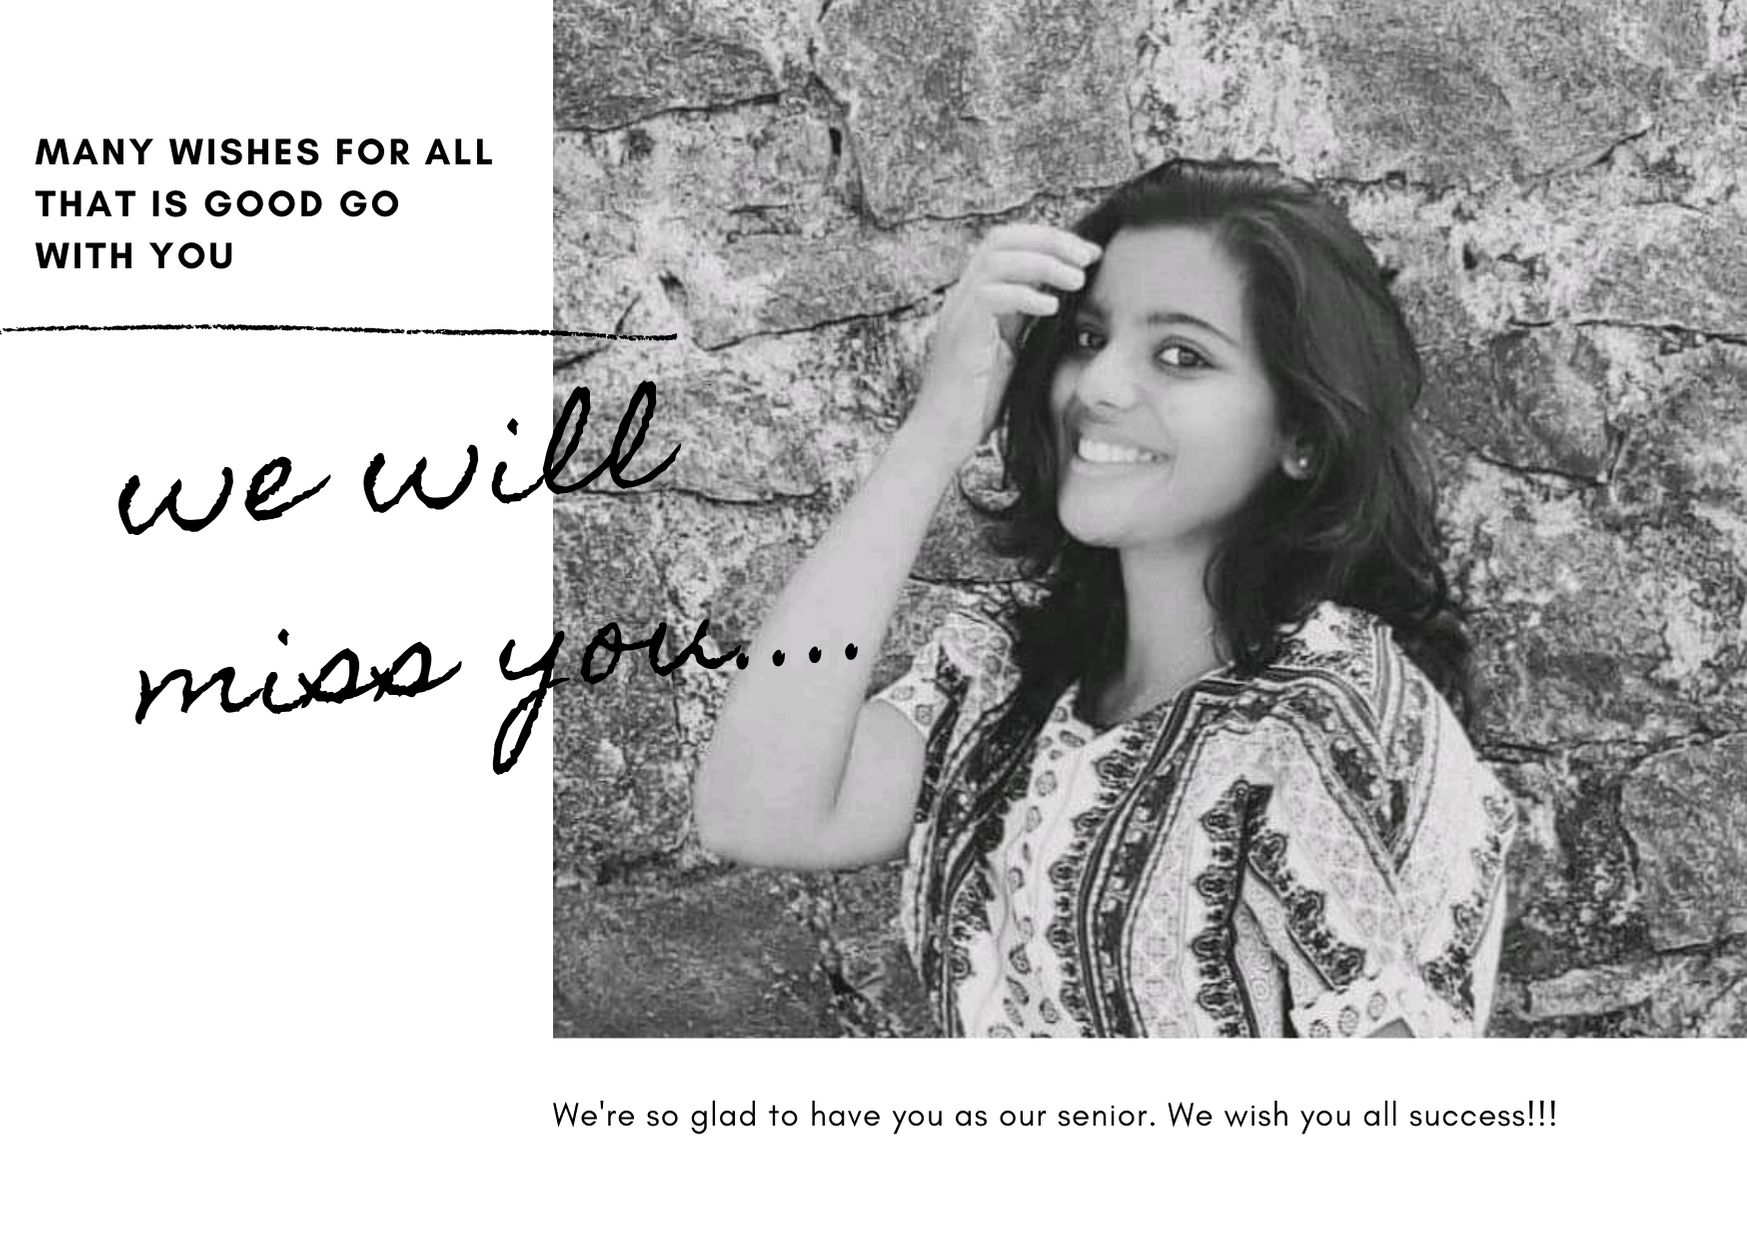 MANY WISHES FOR ALL
THAT IS GOOD GO
WITH YOU
we will
miss you....
We're so glad to have you as our senior. We wish you all success!!!